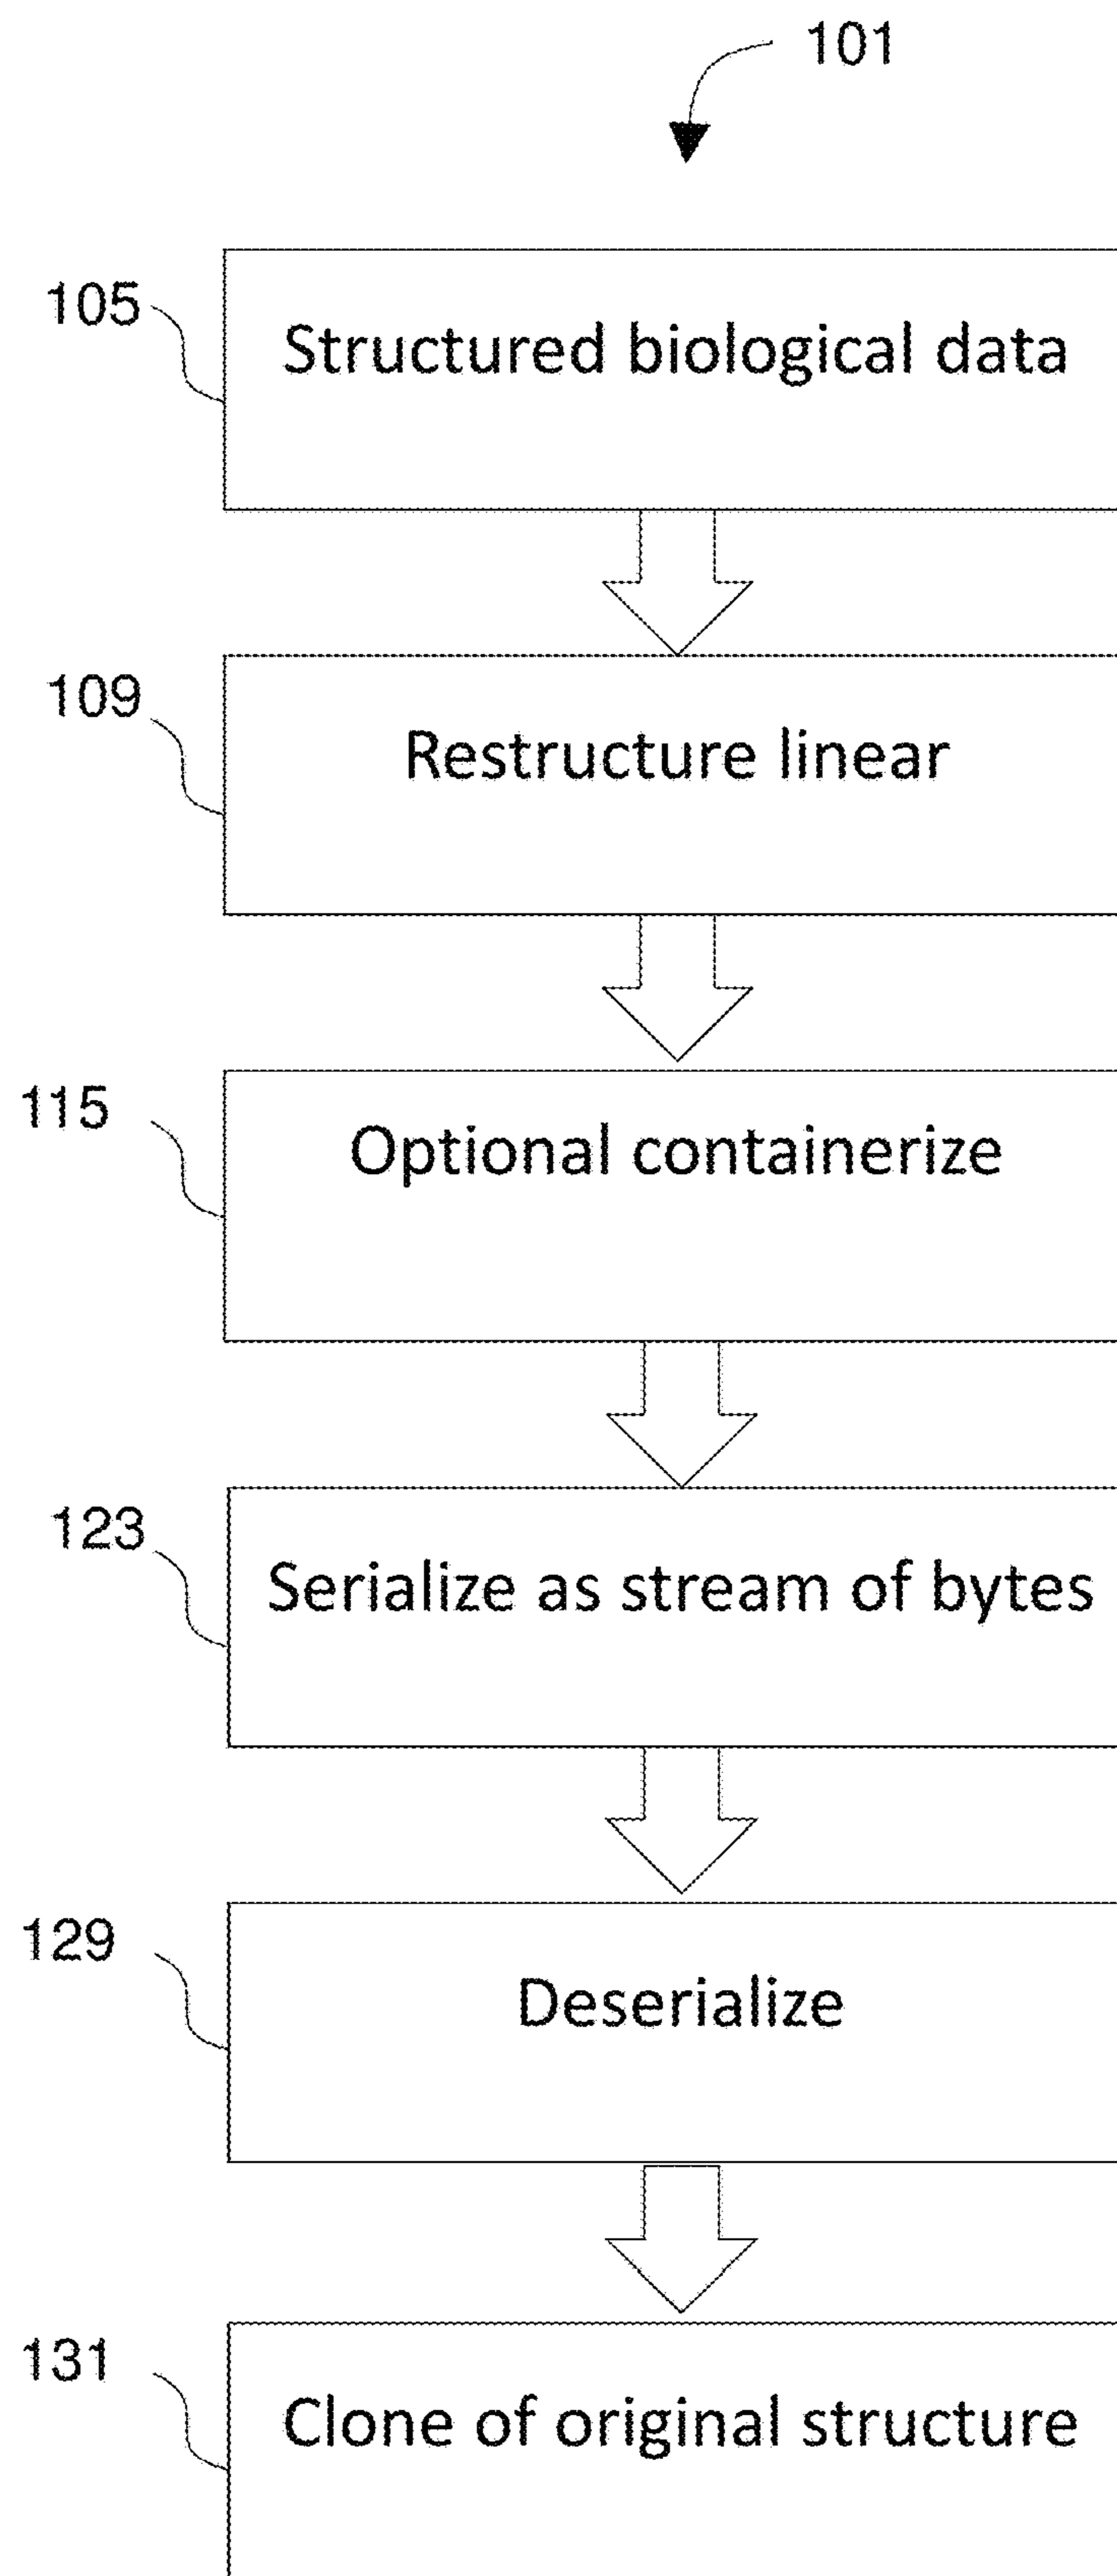 101
105
Structured biological data
109
Restructure linear
115
Optional containerize
123
Serialize as stream of bytes
129
Deserialize
131
Clone of original structure